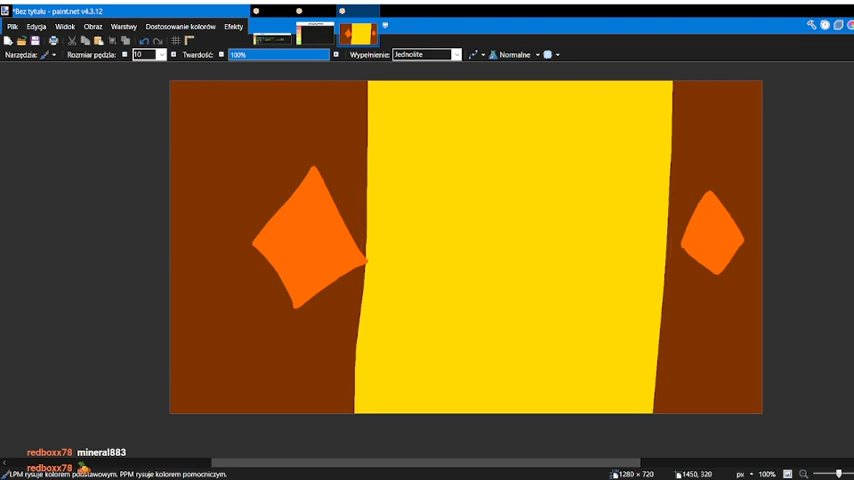 *Bez tytułu - paint.net v4.3.12
Plik Edycja Widok Obraz Warstwy Dostosowanie kolorów Efekty
Narzędzia: Rozmiar pędzla: 10 Twardość: 100% Wypełnienie: Jednolite Normalne
redboxx78 mineral883
redboxx78
LPM rysuje kolorem podstawowym. PPM rysuje kolorem pomocniczym. 1280 × 720 1450, 320 px 100%